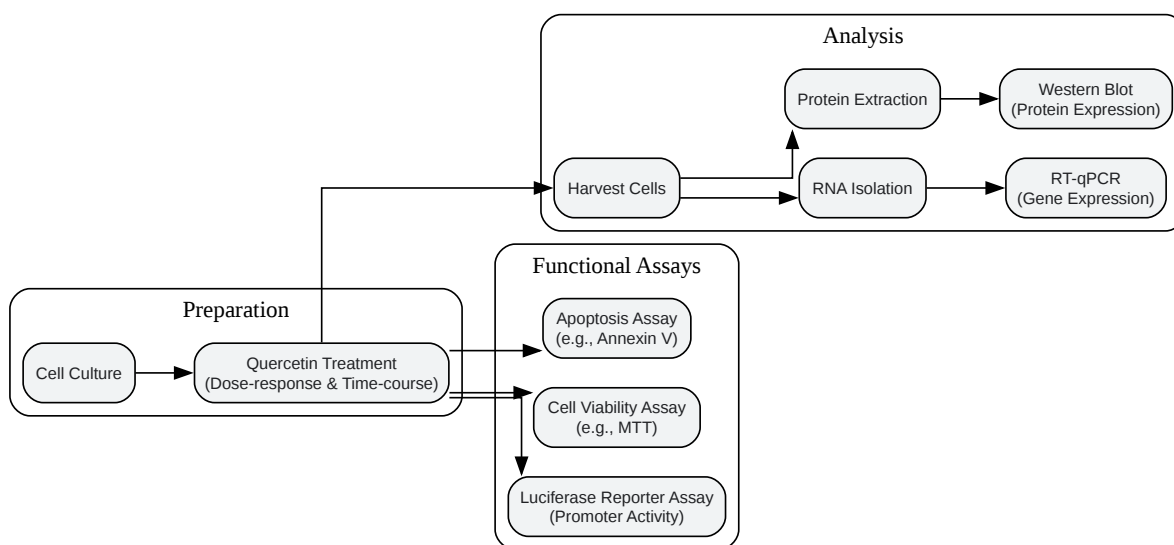 Analysis
Protein Extraction
Western Blot
(Protein Expression)
Harvest Cells
RNA Isolation
RT-qPCR
(Gene Expression)
Functional Assays
Preparation
Apoptosis Assay
(e.g., Annexin V)
Cell Culture
Quercetin Treatment
(Dose-response & Time-course)
Cell Viability Assay
(e.g., MTT)
Luciferase Reporter Assay
(Promoter Activity)